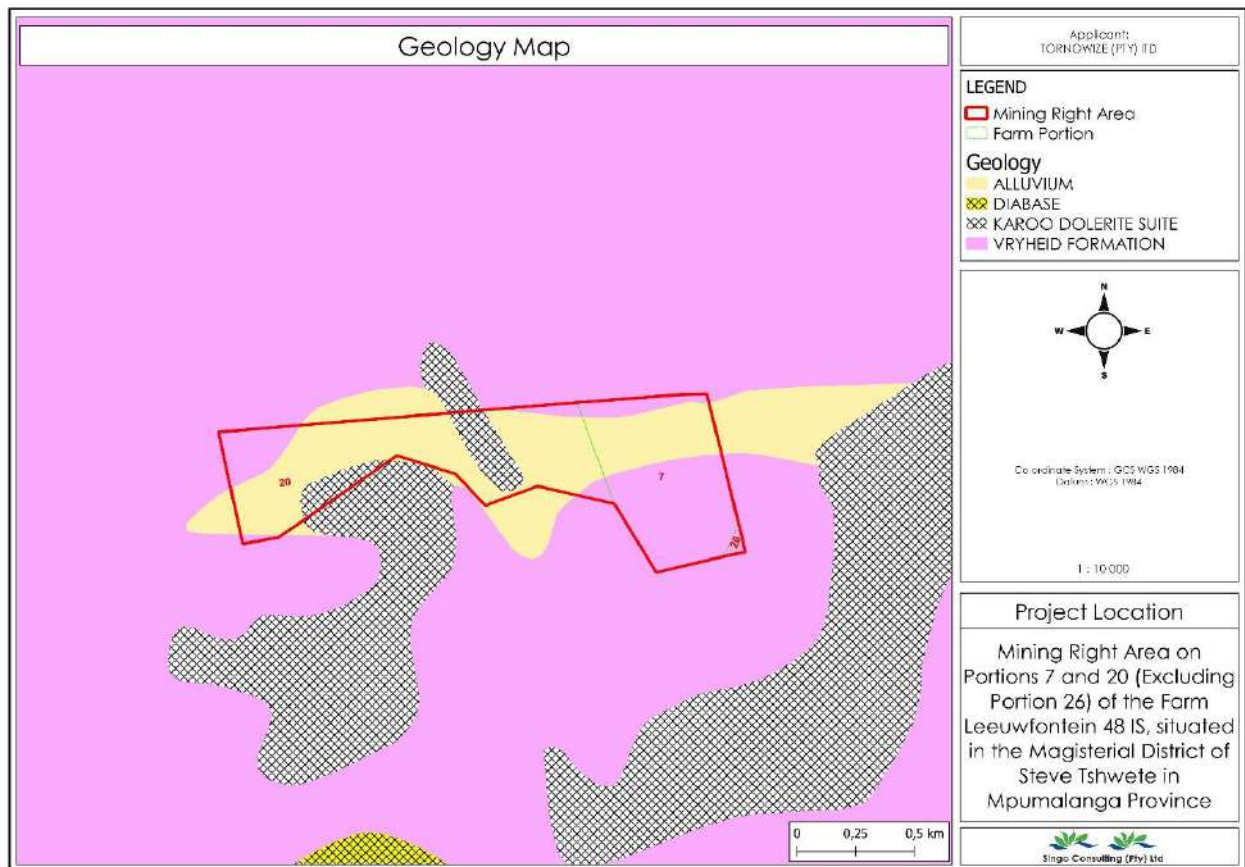 Geology Map
Applicant:
TORNOWIZE (PTY) lTD
LEGEND
Mining Right Area
Farm Portion
Geology
ALLUVIUM
DIABASE
KAROO DOLERITE SUITE
VRYHEID FORMATION
N
W
E
S
Co ordinate System : GCS WGS 1984
Datum : WGS 1984
1 : 10 000
Project Location
Mining Right Area on
Portions 7 and 20 (Excluding
Portion 26) of the Farm
Leeuwfontein 48 IS, situated
in the Magisterial District of
Steve Tshwete in
Mpumalanga Province
Singo Consulting (Pty) Ltd
20
7
0 0,25 0,5 km